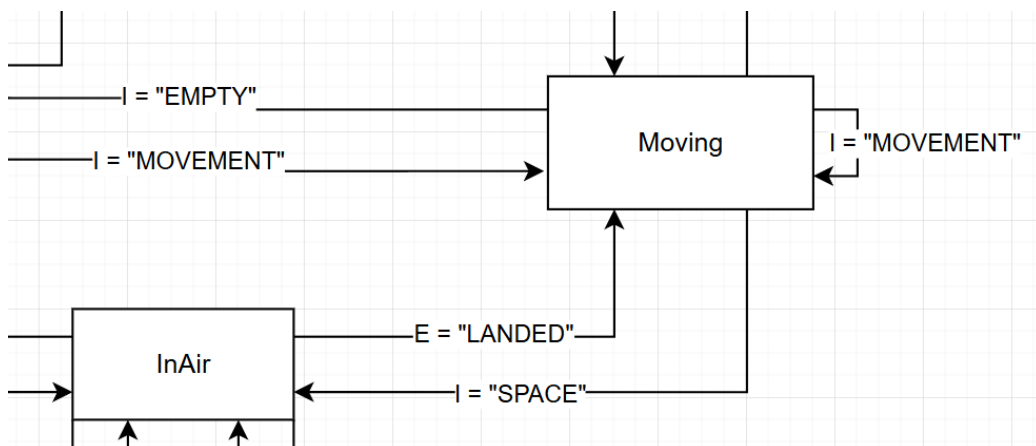 I = "EMPTY"
Moving
I = "MOVEMENT"
I = "MOVEMENT"
E = "LANDED"
InAir
I = "SPACE"